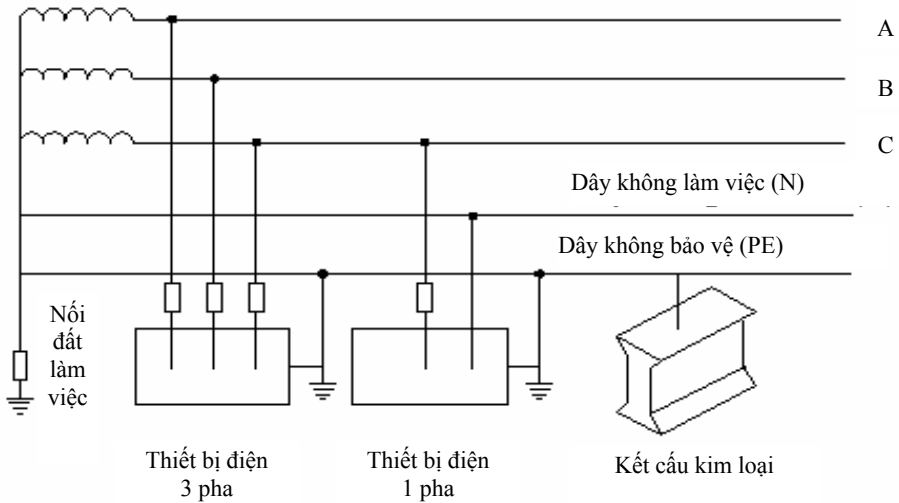 A
B
C
Dây không làm việc (N)
Dây không bảo vệ (PE)
Nối
đất
làm
việc
Thiết bị điện
3 pha
Thiết bị điện
1 pha
Kết cấu kim loại